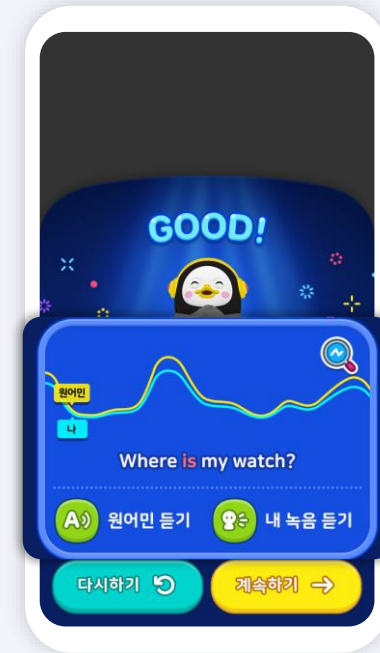 GOOD!
원어민
나
Where is my watch?
A 원어민 듣기
내 녹음 듣기
다시하기
계속하기